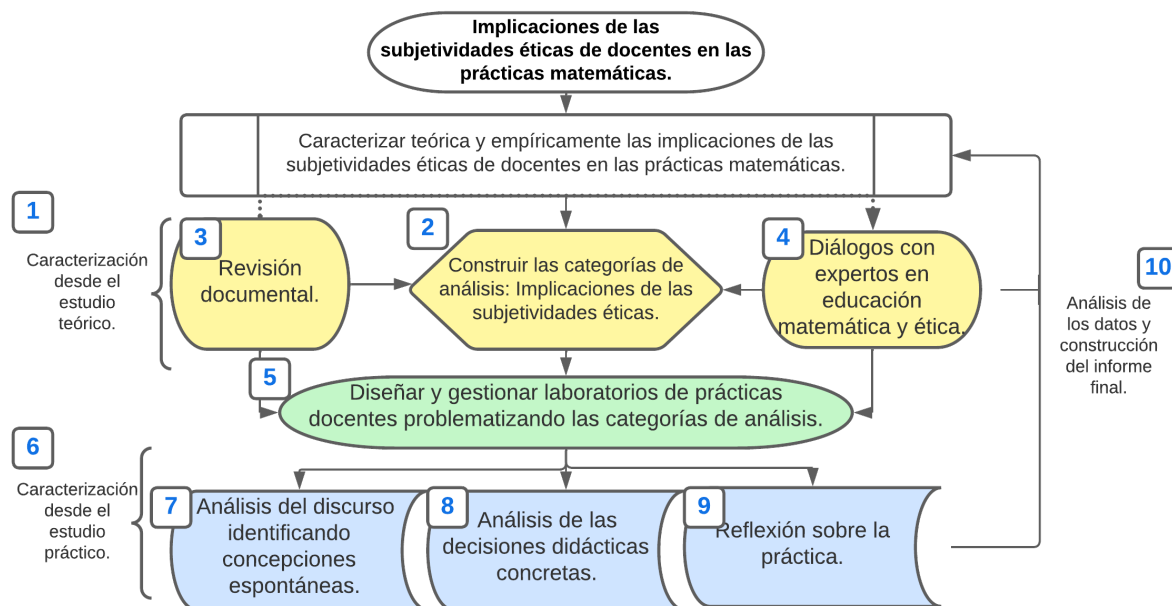 Implicaciones de las
subjetividades éticas de docentes en las
prácticas matemáticas.
Caracterizar teórica y empíricamente las implicaciones de las
subjetividades éticas de docentes en las prácticas matemáticas.
1
Caracterización
desde el
estudio
teórico.
3
Revisión
documental.
2
Construir las categorías de
análisis: Implicaciones de las
subjetividades éticas.
4
Diálogos con
expertos en
educación
matemática y ética.
10
Análisis de
los datos y
construcción
del informe
final.
5
Diseñar y gestionar laboratorios de prácticas
docentes problematizando las categorías de análisis.
6
Caracterización
desde el
estudio
práctico.
7
Análisis del discurso
identificando
concepciones
espontáneas.
8
Análisis de las
decisiones didácticas
concretas.
9
Reflexión sobre la
práctica.